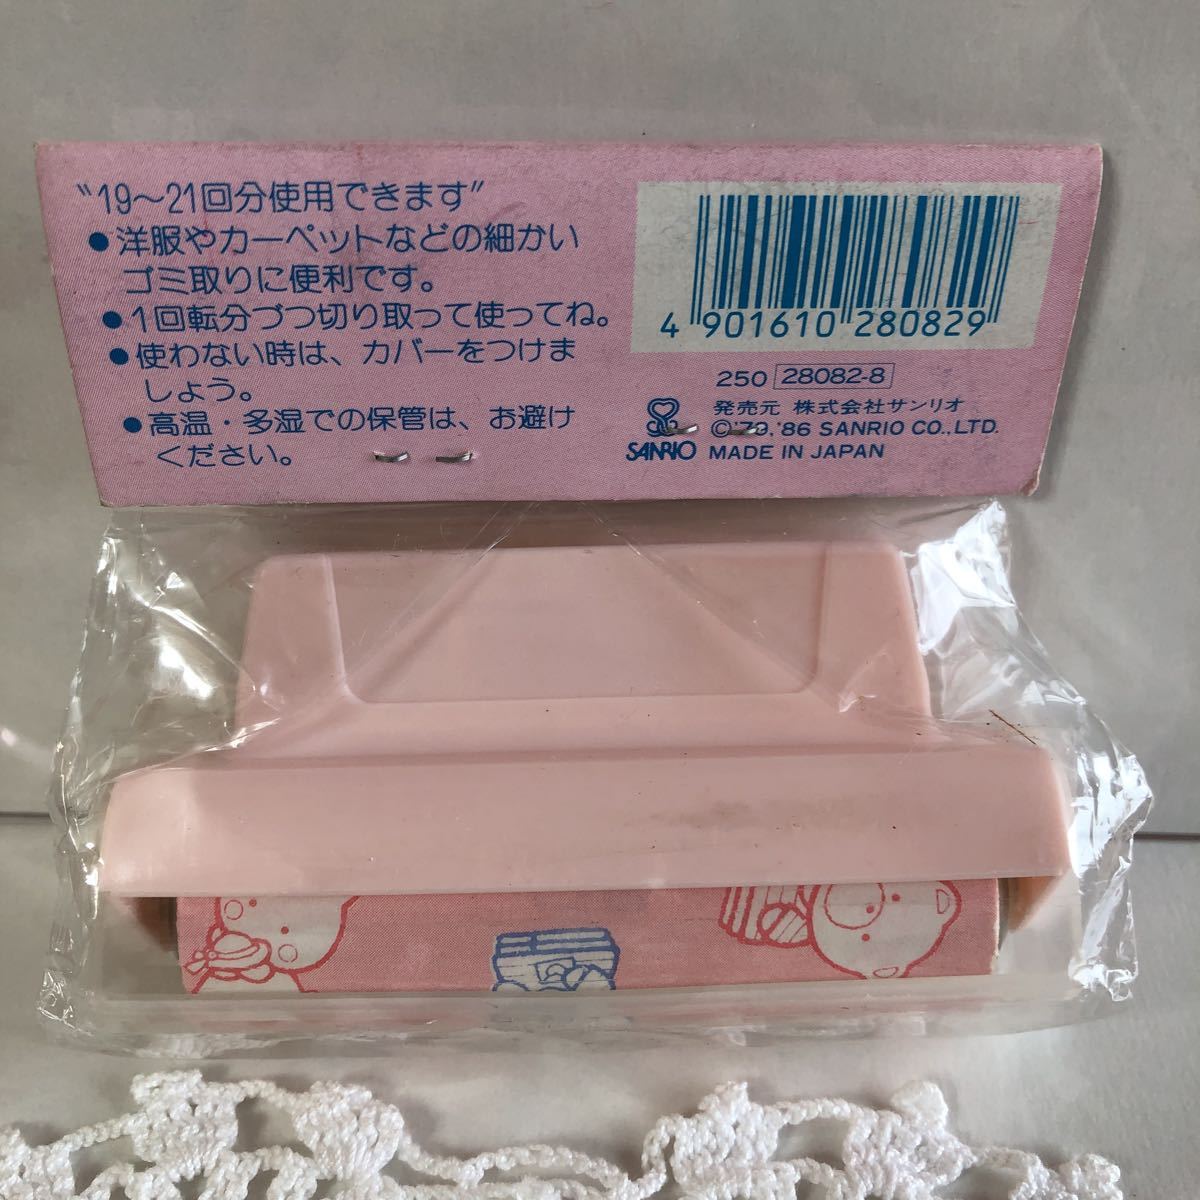 "19～21回分使用できます"
●洋服やカーペットなどの細かい
ゴミ取りに便利です。
●1回転分づつ切り取って使ってね。
●使わない時は、カバーをつけま
しょう。
●高温・多湿での保管は、お避け
ください。
4 901610 280829
250 28082-8
発売元 株式会社サンリオ
©'79,'86 SANRIO CO.,LTD.
SANRIO MADE IN JAPAN